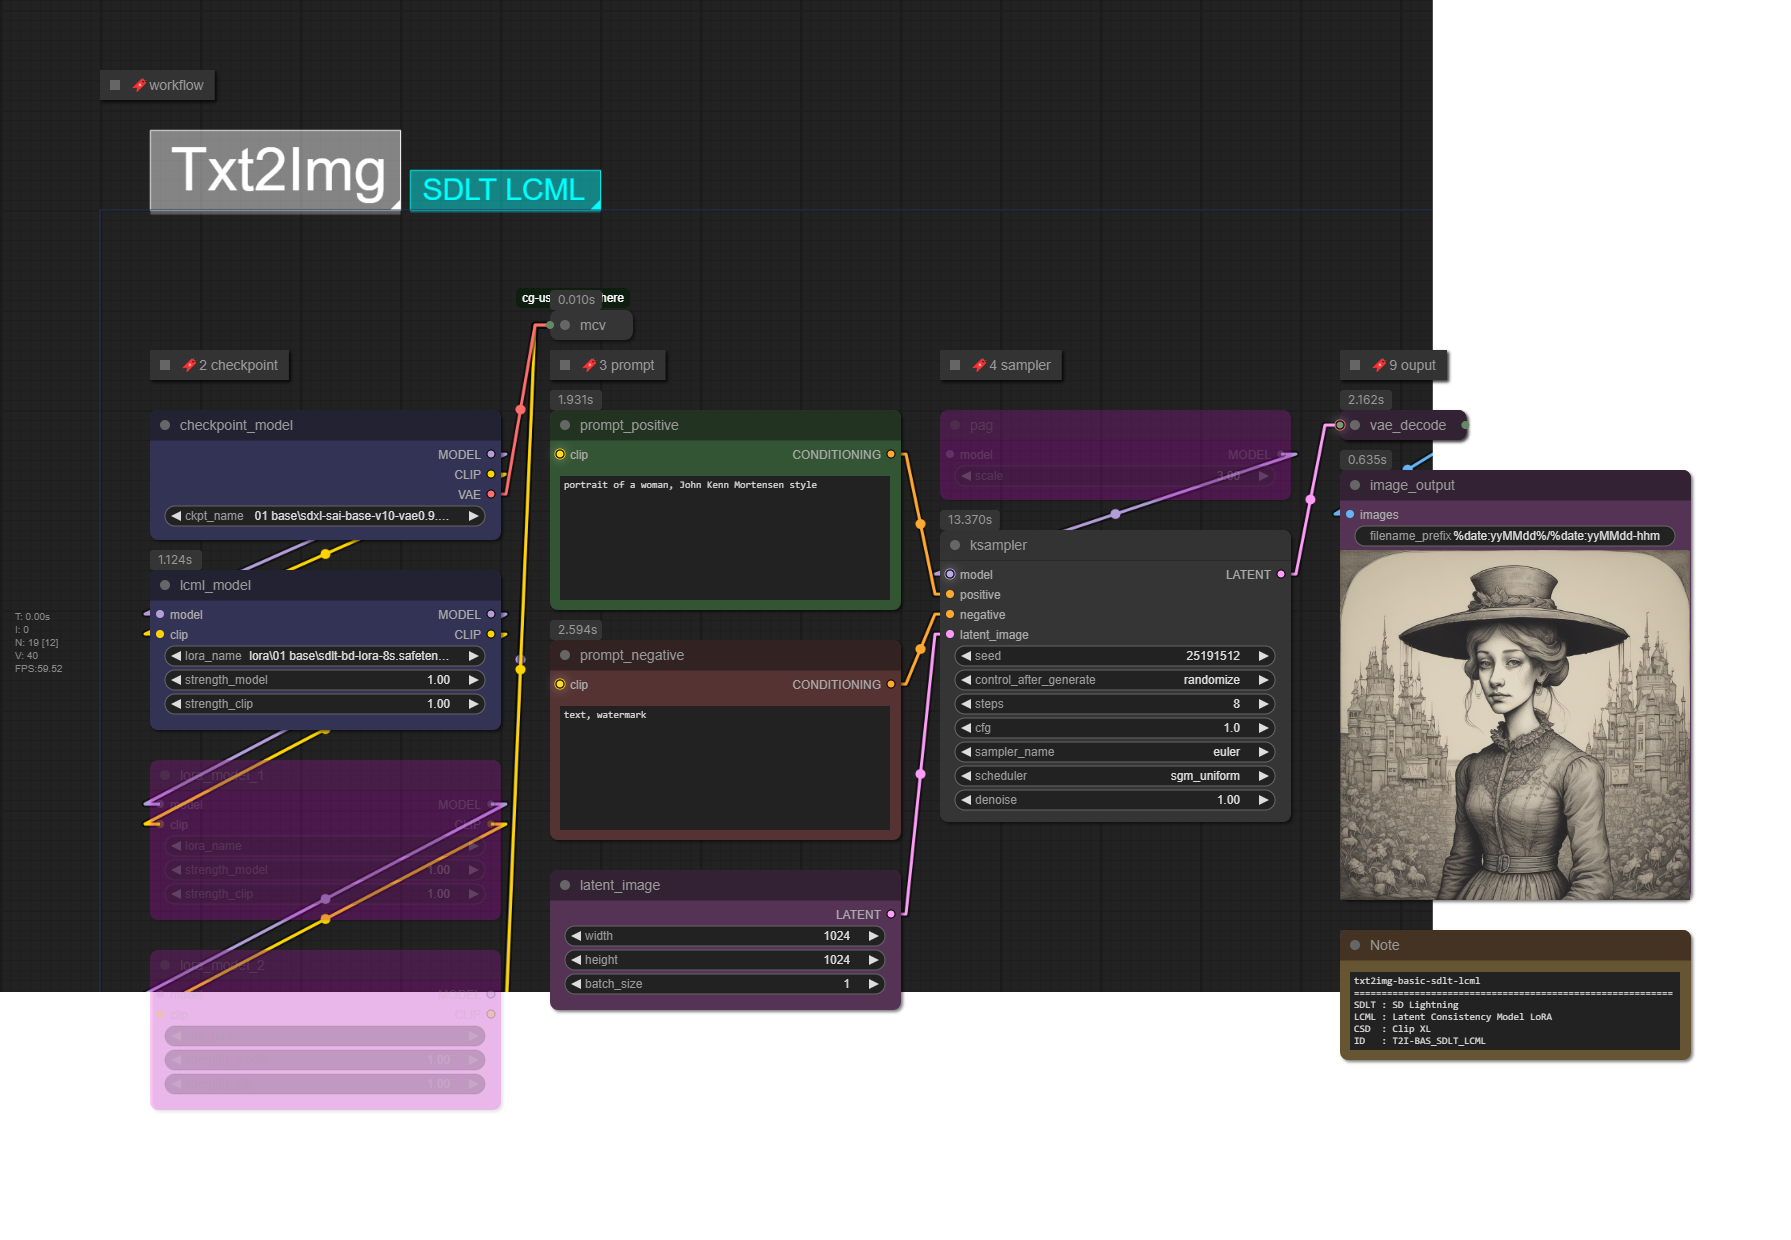 workflow
Txt2Img
SDLT LCML
cg-us
0.010s
here
mcv
2 checkpoint
checkpoint_model
MODEL
CLIP
VAE
ckpt_name 01 base\sdxl-sai-base-v10-vae0.9....
1.124s
lcml_model
model MODEL
clip CLIP
lora_name lora\01 base\sdlt-bd-lora-8s.safeten...
strength_model 1.00
strength_clip 1.00
T: 0.00s
I: 0
N: 19 [12]
V: 40
FPS:59.52
lora_model_1
model MODEL
clip CLIP
lora_name
strength_model 1.00
strength_clip 1.00
lora_model_2
model MODEL
clip CLIP
1.00
1.00
3 prompt
1.931s
prompt_positive
clip CONDITIONING
portrait of a woman, John Kenn Mortensen style
2.594s
prompt_negative
clip CONDITIONING
text, watermark
latent_image
LATENT
width 1024
height 1024
batch_size 1
4 sampler
pag
model MODEL
scale 3.00
13.370s
ksampler
model LATENT
positive
negative
latent_image
seed 25191512
control_after_generate randomize
steps 8
cfg 1.0
sampler_name euler
scheduler sgm_uniform
denoise 1.00
9 ouput
2.162s
vae_decode
0.635s
image_output
images
filename_prefix %date:yyMMdd%/%date:yyMMdd-hhm
Note
txt2img-basic-sdlt-lcml
==========================================================
SDLT : SD Lightning
LCML : Latent Consistency Model LoRA
CSD : Clip XL
ID : T2I-BAS_SDLT_LCML